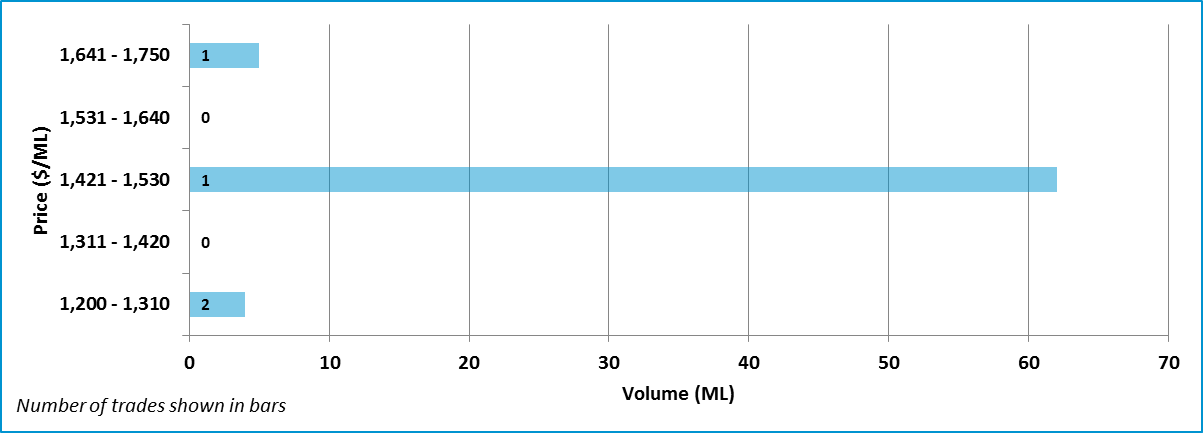 Price ($/ML)
1,641 - 1,750
1
1,531 - 1,640
0
1,421 - 1,530
1
1,311 - 1,420
0
1,200 - 1,310
2
0 10 20 30 40 50 60 70
Volume (ML)
Number of trades shown in bars